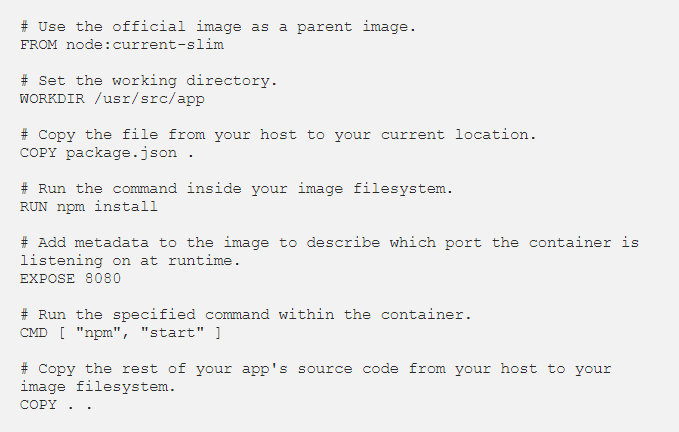 # Use the official image as a parent image.
FROM node:current-slim
# Set the working directory.
WORKDIR /usr/src/app
# Copy the file from your host to your current location.
COPY package.json .
# Run the command inside your image filesystem.
RUN npm install
# Add metadata to the image to describe which port the container is
listening on at runtime.
EXPOSE 8080
# Run the specified command within the container.
CMD [ "npm", "start" ]
# Copy the rest of your app's source code from your host to your
image filesystem.
COPY . .